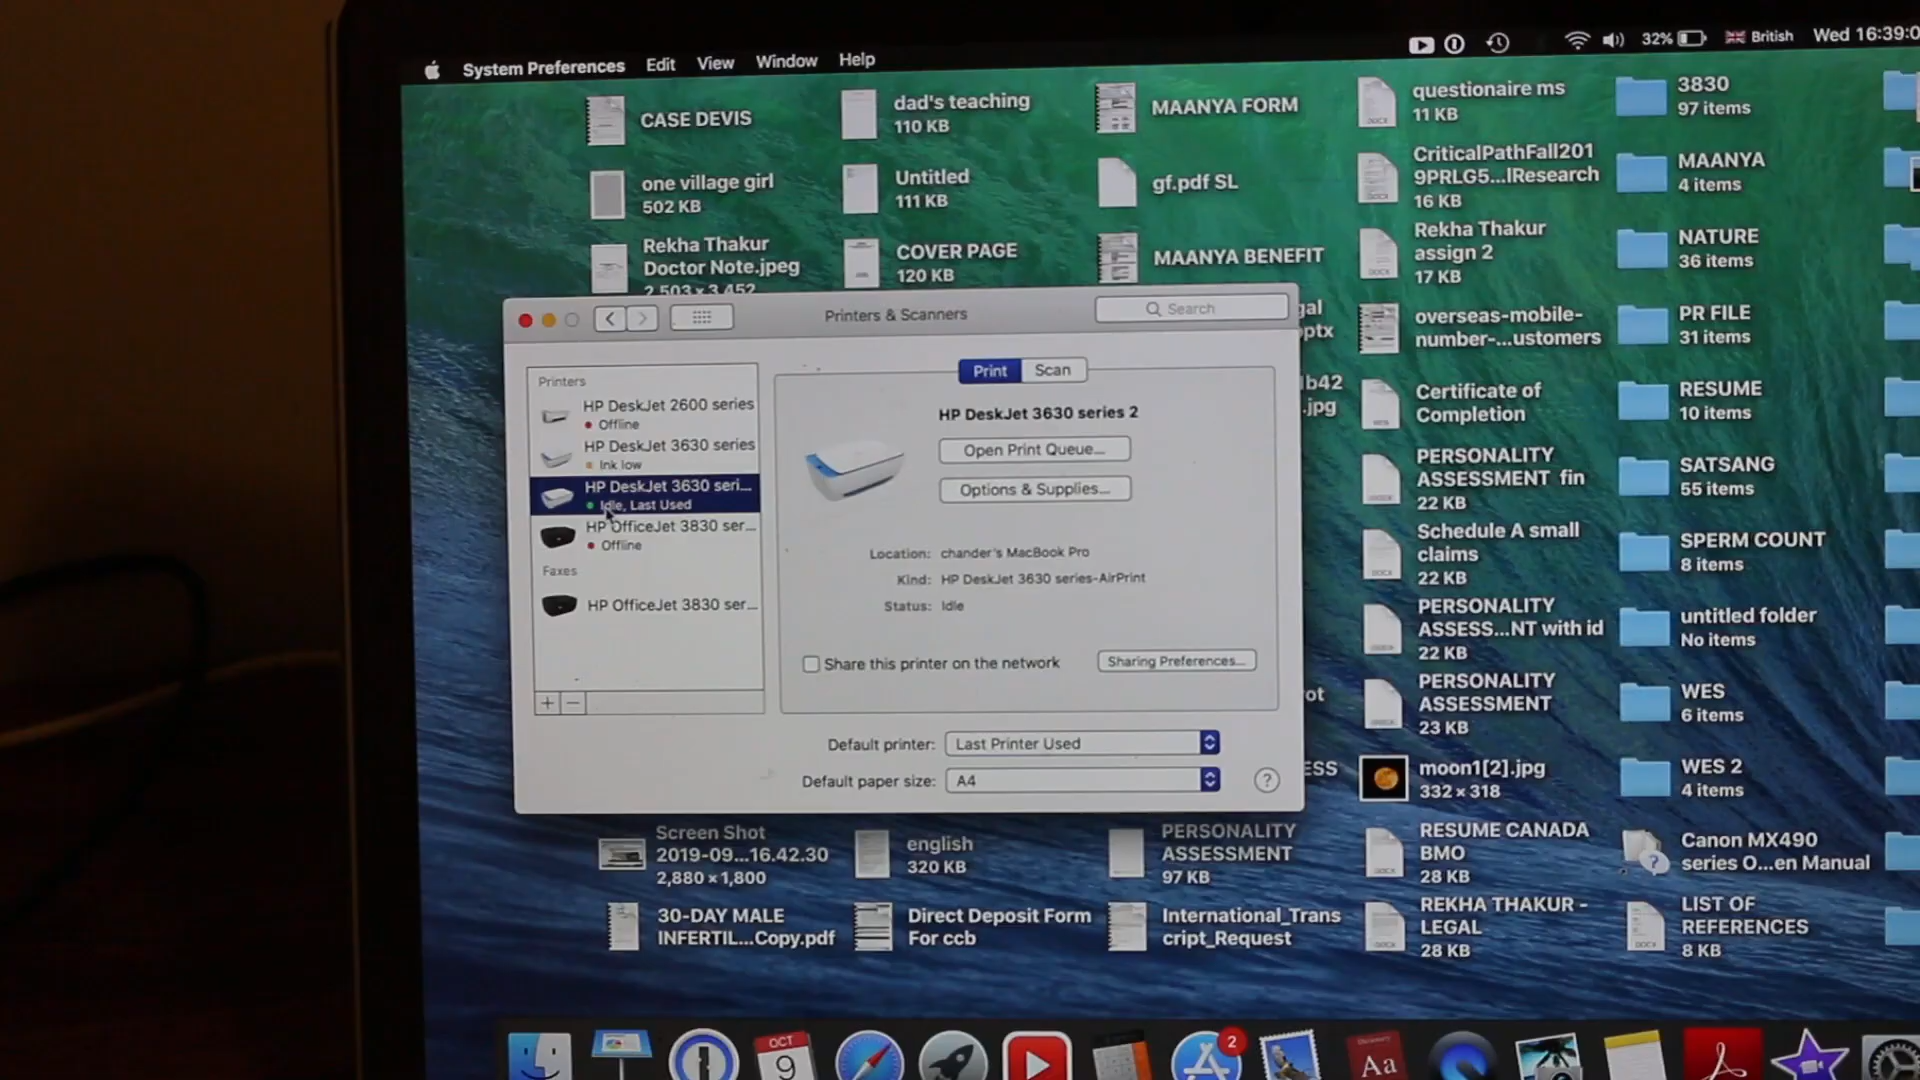 System Preferences Edit View Window Help
32% British Wed 16:39:0
CASE DEVIS
one village girl
502 KB
Rekha Thakur
Doctor Note.jpeg
2,503 × 3,452
dad's teaching
110 KB
Untitled
111 KB
COVER PAGE
120 KB
MAANYA FORM
gf.pdf SL
MAANYA BENEFIT
questionaire ms
11 KB
CriticalPathFall201
9PRLG5...lResearch
16 KB
Rekha Thakur
assign 2
17 KB
overseas-mobile-
number-...ustomers
Certificate of
Completion
PERSONALITY
ASSESSMENT fin
22 KB
Schedule A small
claims
22 KB
PERSONALITY
ASSESS...NT with id
22 KB
PERSONALITY
ASSESSMENT
23 KB
moon1[2].jpg
332 × 318
RESUME CANADA
BMO
28 KB
REKHA THAKUR -
LEGAL
28 KB
3830
97 items
MAANYA
4 items
NATURE
36 items
PR FILE
31 items
RESUME
10 items
SATSANG
55 items
SPERM COUNT
8 items
untitled folder
No items
WES
6 items
WES 2
4 items
Canon MX490
series O...en Manual
LIST OF
REFERENCES
8 KB
Printers & Scanners
Search
Printers
HP DeskJet 2600 series
Offline
HP DeskJet 3630 series
Ink low
HP DeskJet 3630 seri...
Idle, Last Used
HP OfficeJet 3830 ser...
Offline
Faxes
HP OfficeJet 3830 ser...
+ −
Print Scan
HP DeskJet 3630 series 2
Open Print Queue...
Options & Supplies...
Location: chander's MacBook Pro
Kind: HP DeskJet 3630 series-AirPrint
Status: Idle
Share this printer on the network
Sharing Preferences...
Default printer: Last Printer Used
Default paper size: A4
?
gal
ptx
lb42
.jpg
ot
ESS
Screen Shot
2019-09...16.42.30
2,880 × 1,800
30-DAY MALE
INFERTIL...Copy.pdf
english
320 KB
Direct Deposit Form
For ccb
PERSONALITY
ASSESSMENT
97 KB
International_Trans
cript_Request
OCT
9
2
Aa